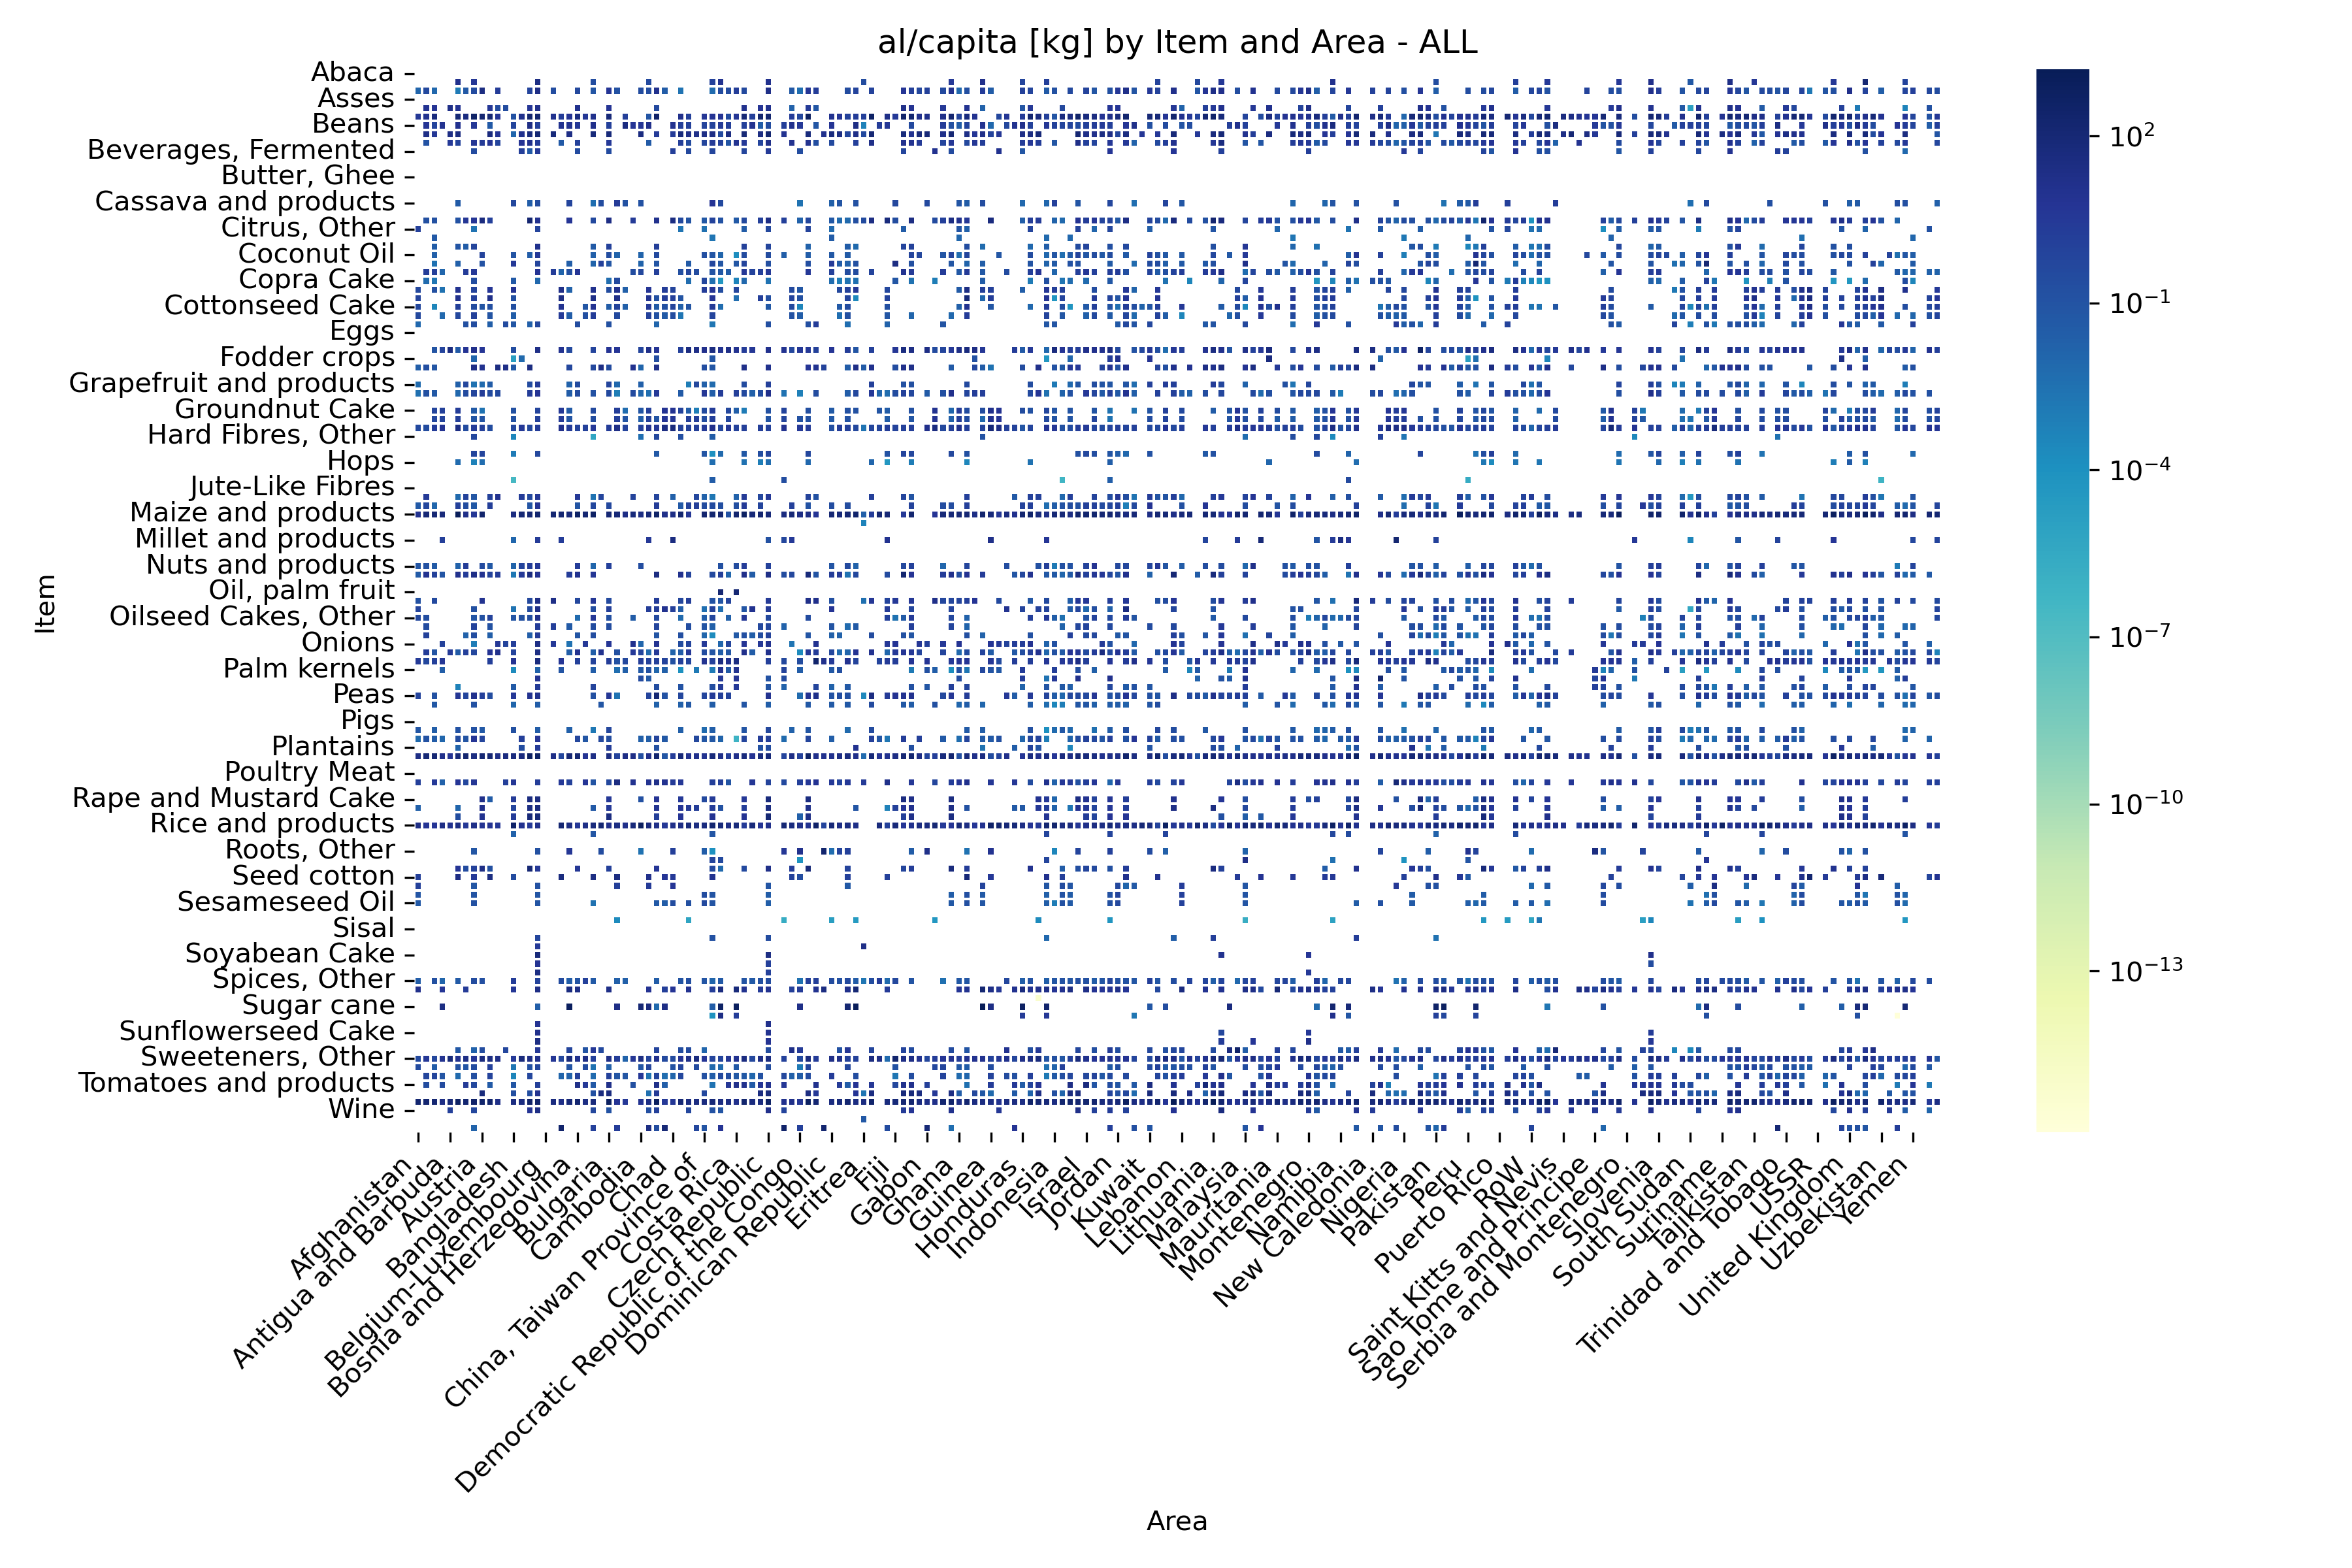 al/capita [kg] by Item and Area - ALL
Item
Abaca
Asses
Beans
Beverages, Fermented
Butter, Ghee
Cassava and products
Citrus, Other
Coconut Oil
Copra Cake
Cottonseed Cake
Eggs
Fodder crops
Grapefruit and products
Groundnut Cake
Hard Fibres, Other
Hops
Jute-Like Fibres
Maize and products
Millet and products
Nuts and products
Oil, palm fruit
Oilseed Cakes, Other
Onions
Palm kernels
Peas
Pigs
Plantains
Poultry Meat
Rape and Mustard Cake
Rice and products
Roots, Other
Seed cotton
Sesameseed Oil
Sisal
Soyabean Cake
Spices, Other
Sugar cane
Sunflowerseed Cake
Sweeteners, Other
Tomatoes and products
Wine
Afghanistan
Antigua and Barbuda
Austria
Bangladesh
Belgium-Luxembourg
Bosnia and Herzegovina
Bulgaria
Cambodia
Chad
China, Taiwan Province of
Costa Rica
Czech Republic
Democratic Republic of the Congo
Dominican Republic
Eritrea
Fiji
Gabon
Ghana
Guinea
Honduras
Indonesia
Israel
Jordan
Kuwait
Lebanon
Lithuania
Malaysia
Mauritania
Montenegro
Namibia
New Caledonia
Nigeria
Pakistan
Peru
Puerto Rico
RoW
Saint Kitts and Nevis
Sao Tome and Principe
Serbia and Montenegro
Slovenia
South Sudan
Suriname
Tajikistan
Trinidad and Tobago
USSR
United Kingdom
Uzbekistan
Yemen
Area
10²
10⁻¹
10⁻⁴
10⁻⁷
10⁻¹⁰
10⁻¹³